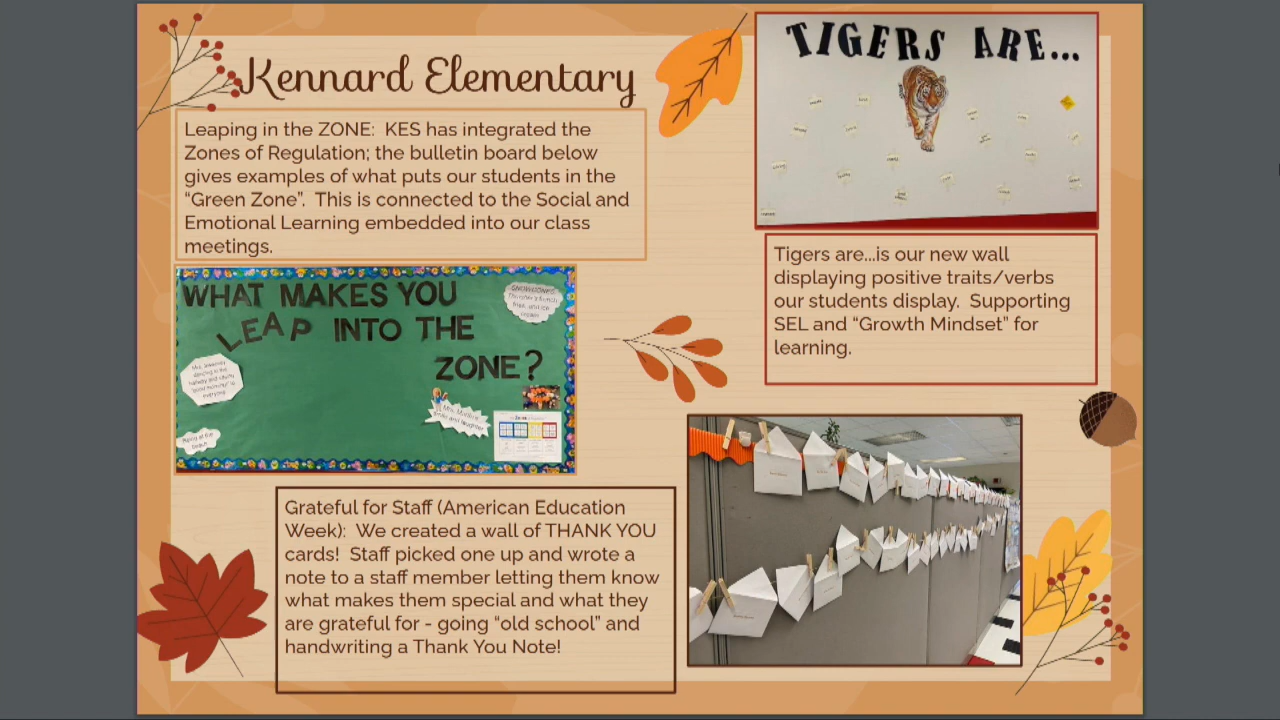 Kennard Elementary
Leaping in the ZONE:  KES has integrated the
Zones of Regulation; the bulletin board below
gives examples of what puts our students in the
“Green Zone”.  This is connected to the Social and
Emotional Learning embedded into our class
meetings.
TIGERS ARE...
Tigers are...is our new wall
displaying positive traits/verbs
our students display.  Supporting
SEL and “Growth Mindset” for
learning.
WHAT MAKES YOU
LEAP INTO THE
ZONE?
Grateful for Staff (American Education
Week):  We created a wall of THANK YOU
cards!  Staff picked one up and wrote a
note to a staff member letting them know
what makes them special and what they
are grateful for - going “old school” and
handwriting a Thank You Note!